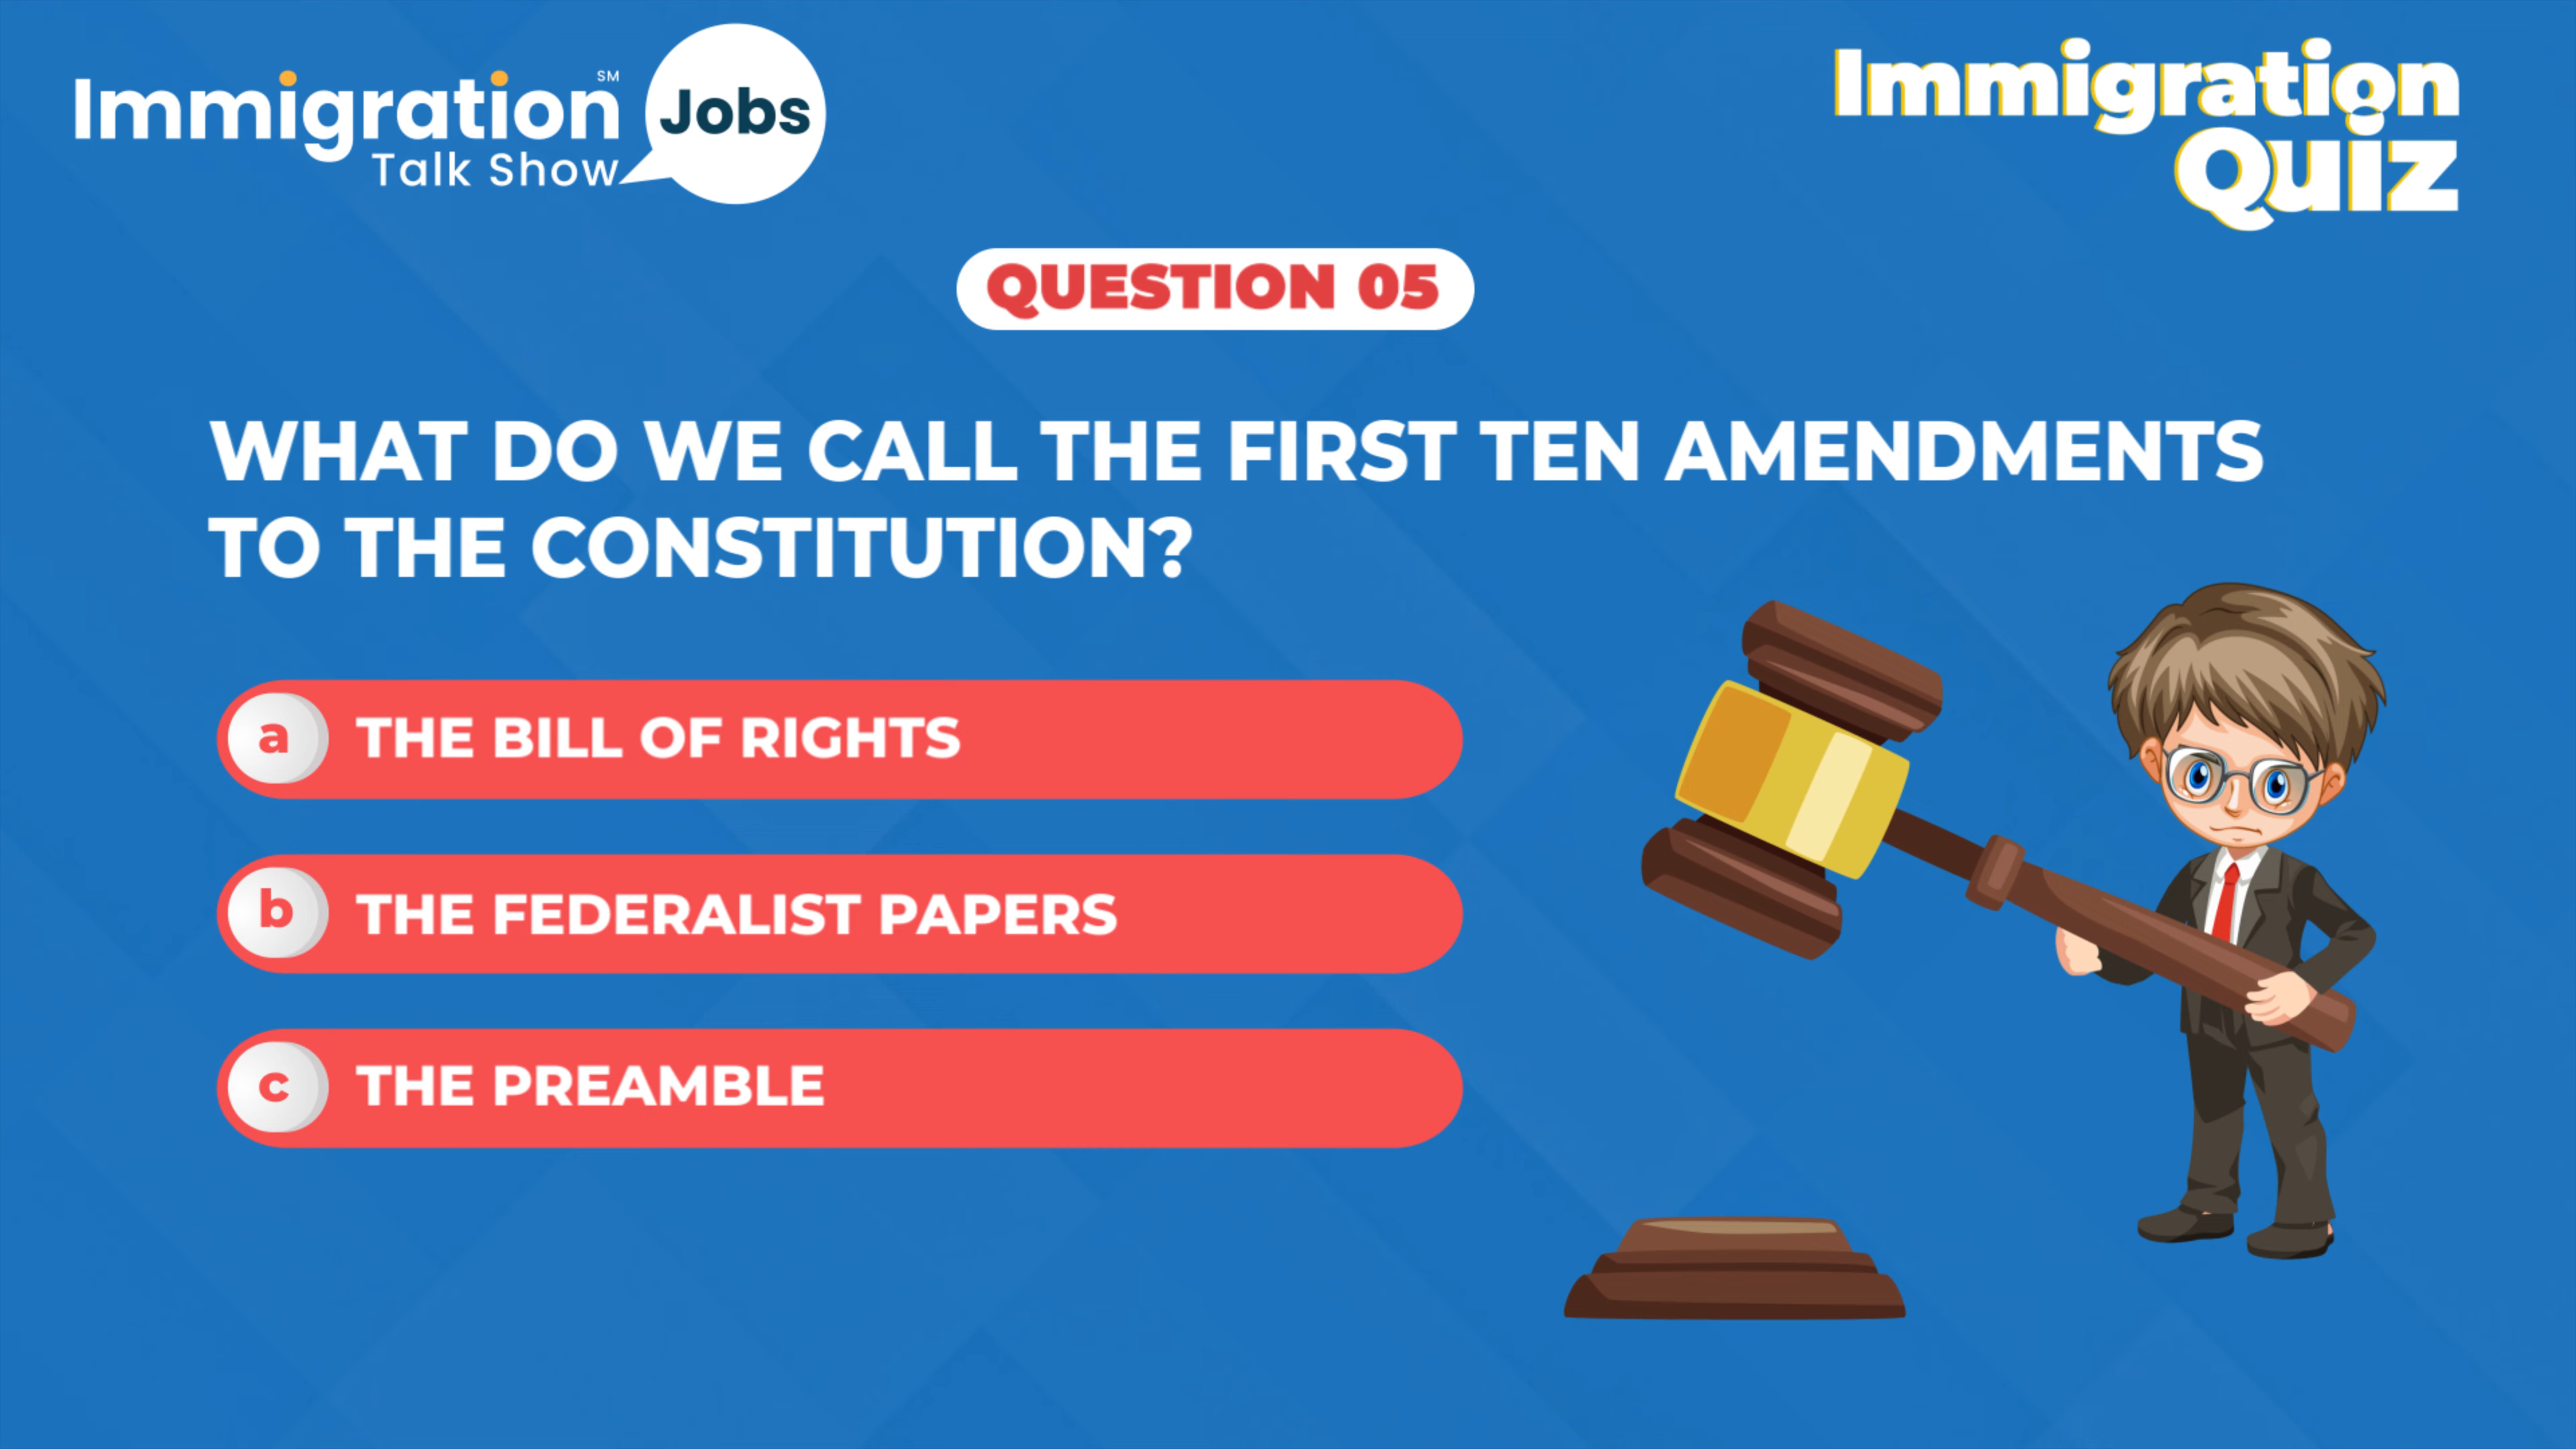 Immigration SM
Talk Show
Jobs
Immigration
Quiz
QUESTION 05
WHAT DO WE CALL THE FIRST TEN AMENDMENTS
TO THE CONSTITUTION?
a THE BILL OF RIGHTS
b THE FEDERALIST PAPERS
c THE PREAMBLE